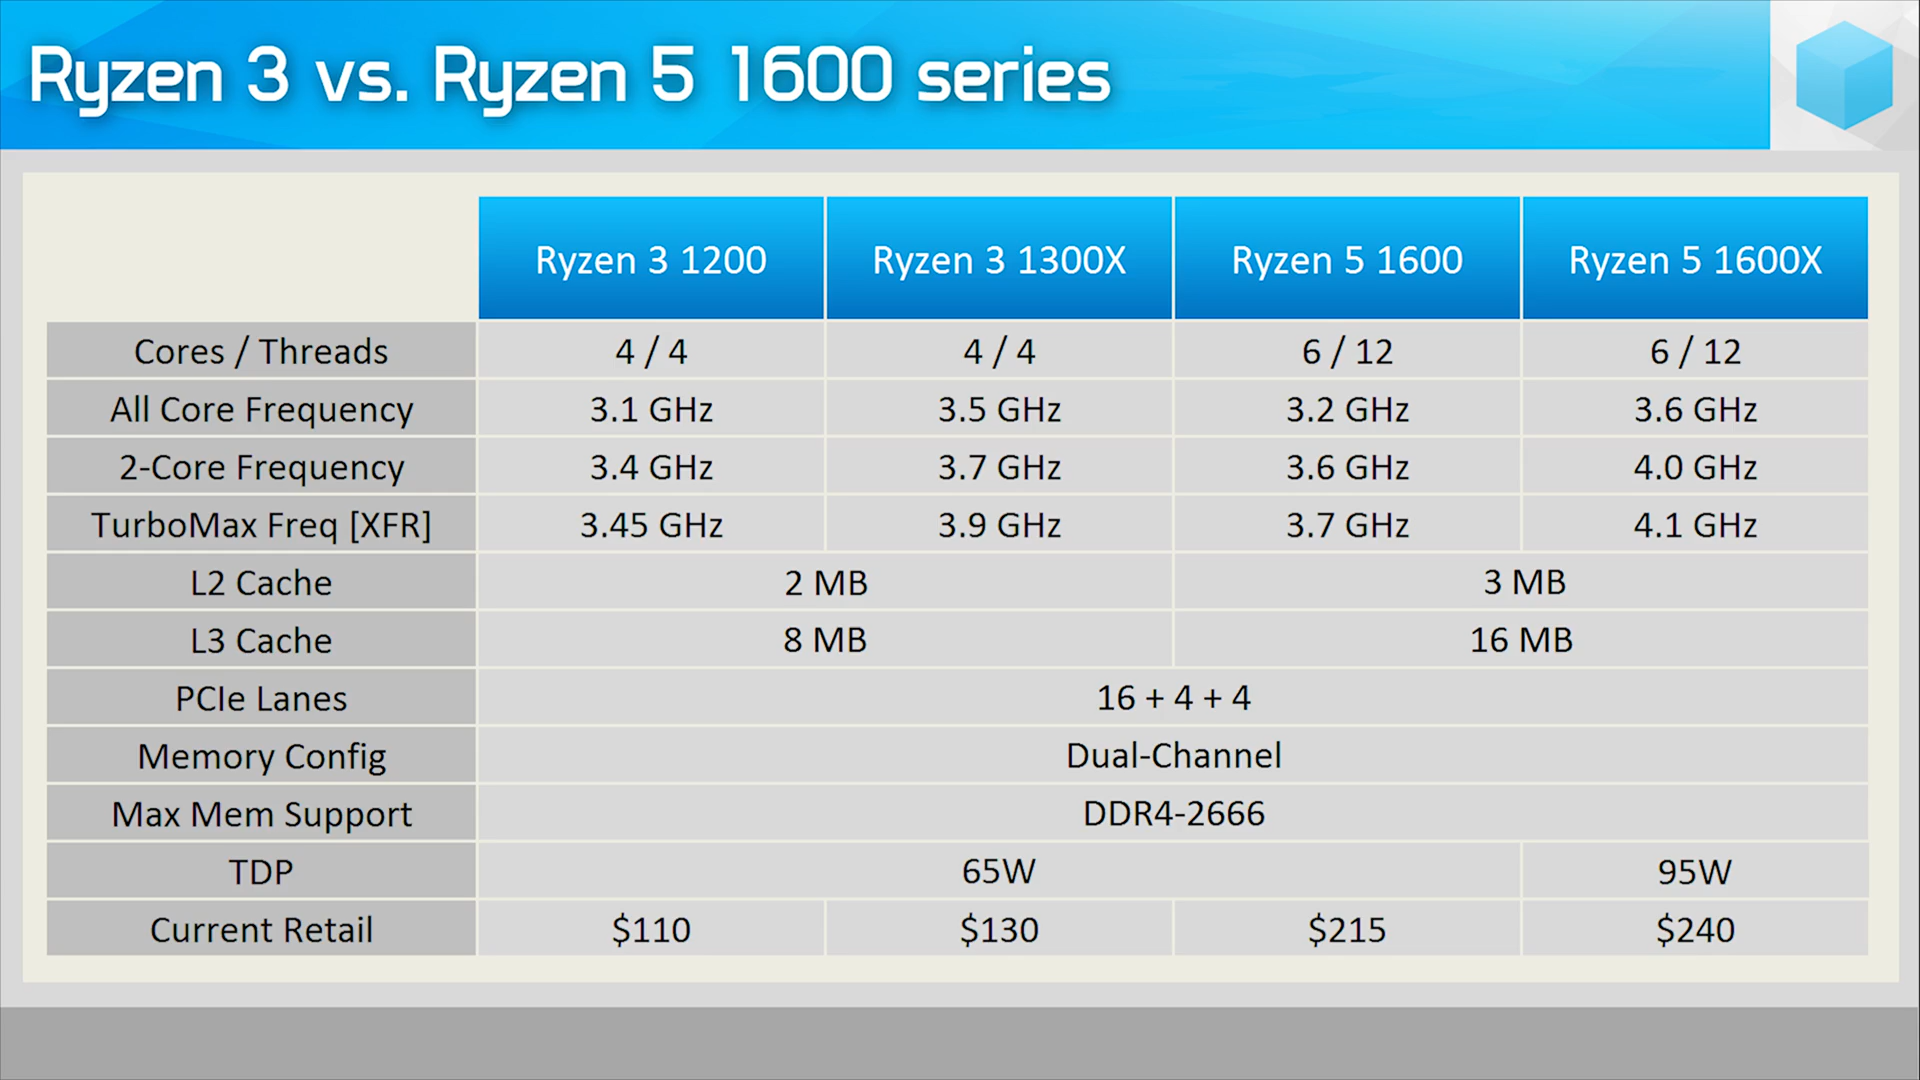 Ryzen 3 vs. Ryzen 5 1600 series
Ryzen 3 1200 Ryzen 3 1300X Ryzen 5 1600 Ryzen 5 1600X
Cores / Threads 4 / 4 4 / 4 6 / 12 6 / 12
All Core Frequency 3.1 GHz 3.5 GHz 3.2 GHz 3.6 GHz
2-Core Frequency 3.4 GHz 3.7 GHz 3.6 GHz 4.0 GHz
TurboMax Freq [XFR] 3.45 GHz 3.9 GHz 3.7 GHz 4.1 GHz
L2 Cache 2 MB 3 MB
L3 Cache 8 MB 16 MB
PCIe Lanes 16 + 4 + 4
Memory Config Dual-Channel
Max Mem Support DDR4-2666
TDP 65W 95W
Current Retail $110 $130 $215 $240